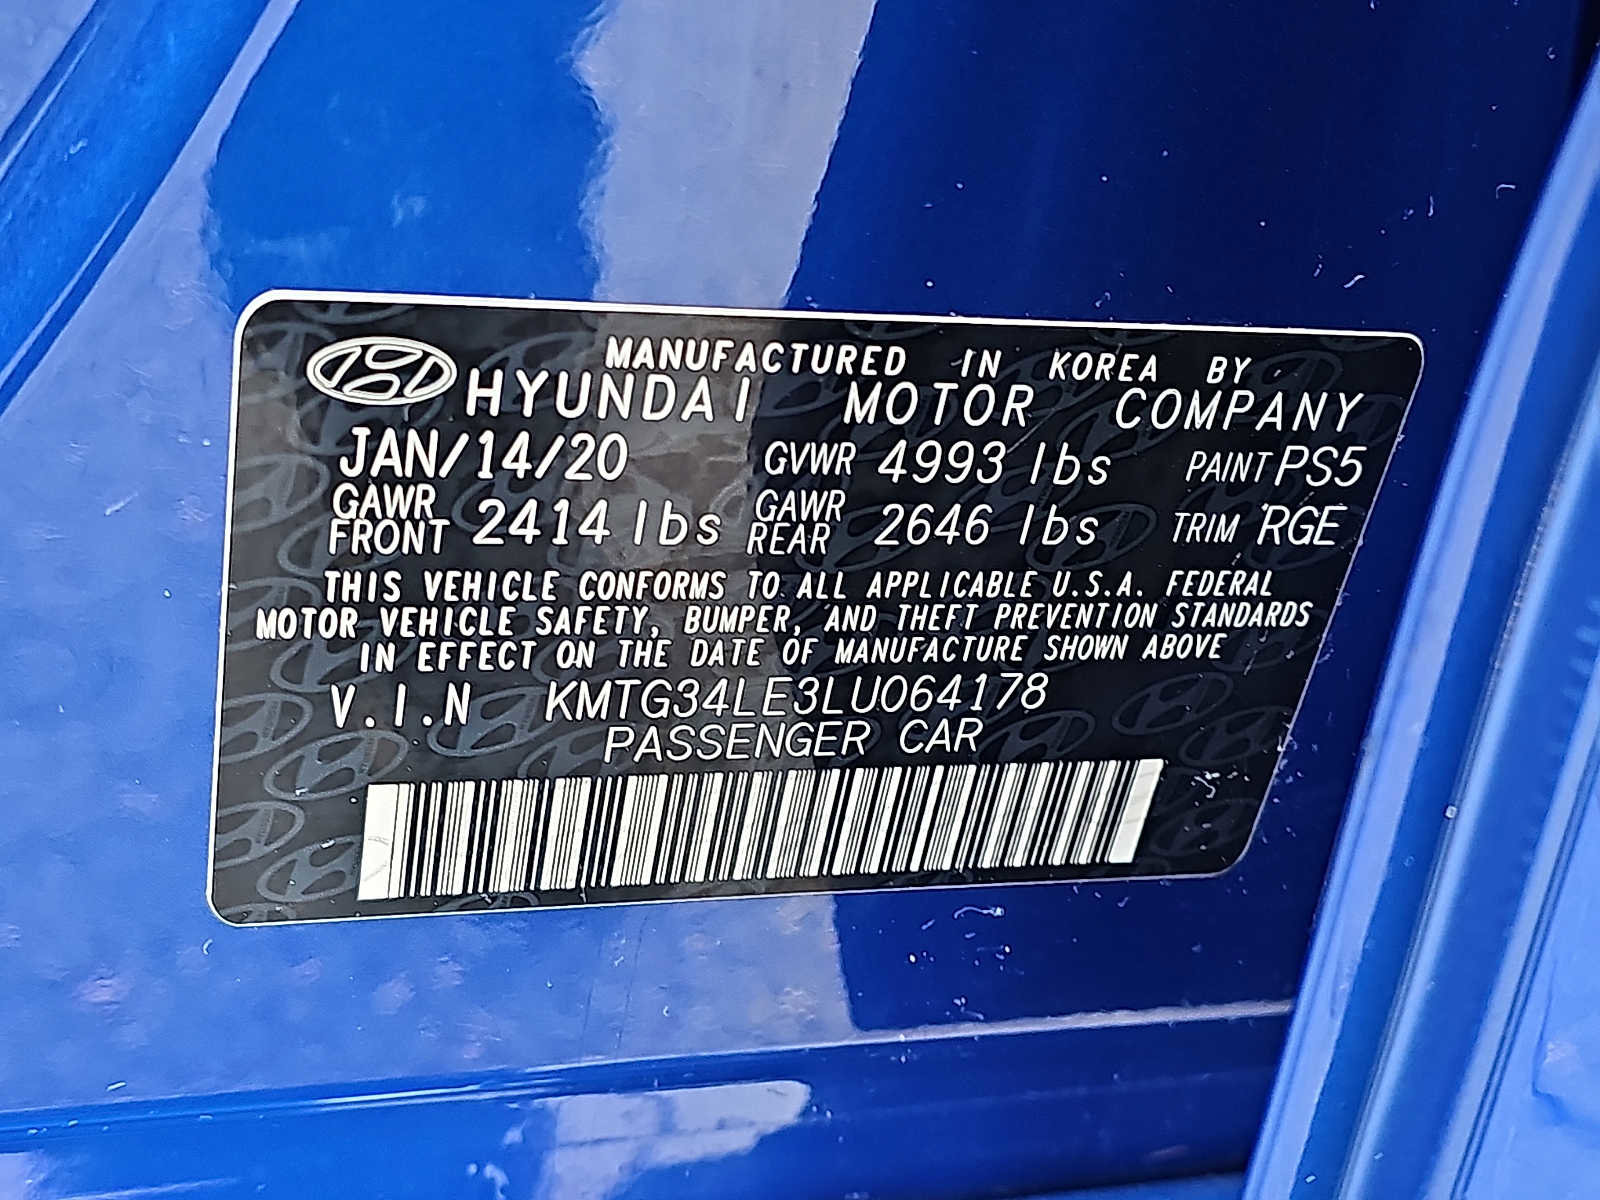 MANUFACTURED IN KOREA BY
HYUNDAI MOTOR COMPANY
JAN/14/20 GVWR 4993 lbs PAINT PS5
GAWR FRONT 2414 lbs GAWR REAR 2646 lbs TRIM RGE
THIS VEHICLE CONFORMS TO ALL APPLICABLE U.S.A. FEDERAL
MOTOR VEHICLE SAFETY, BUMPER, AND THEFT PREVENTION STANDARDS
IN EFFECT ON THE DATE OF MANUFACTURE SHOWN ABOVE
V.I.N KMTG34LE3LU064178
PASSENGER CAR